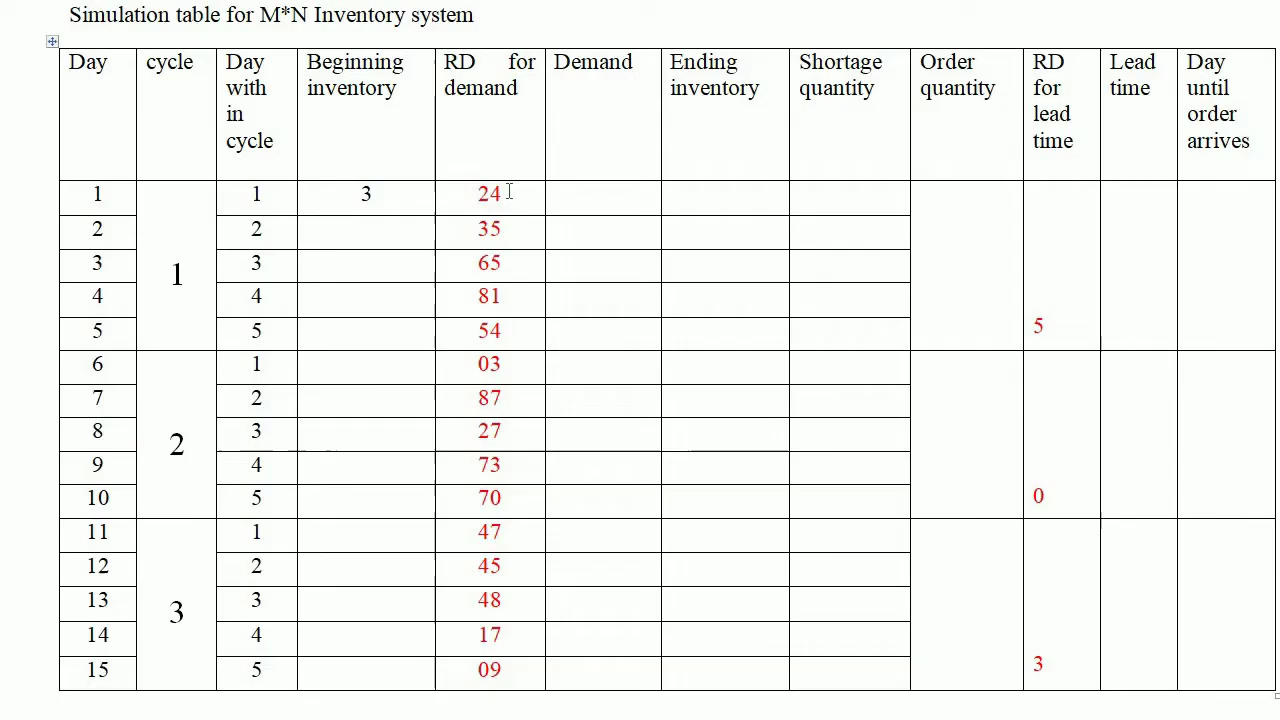 Simulation table for M*N Inventory system
Day cycle Day with in cycle Beginning inventory RD for demand Demand Ending inventory Shortage quantity Order quantity RD for lead time Lead time Day until order arrives
1 1 3 24
2 2 35
3 3 65
1
4 4 81
5 5 54 5
6 1 03
7 2 87
8 3 27
2
9 4 73
10 5 70 0
11 1 47
12 2 45
13 3 48
3
14 4 17
15 5 09 3